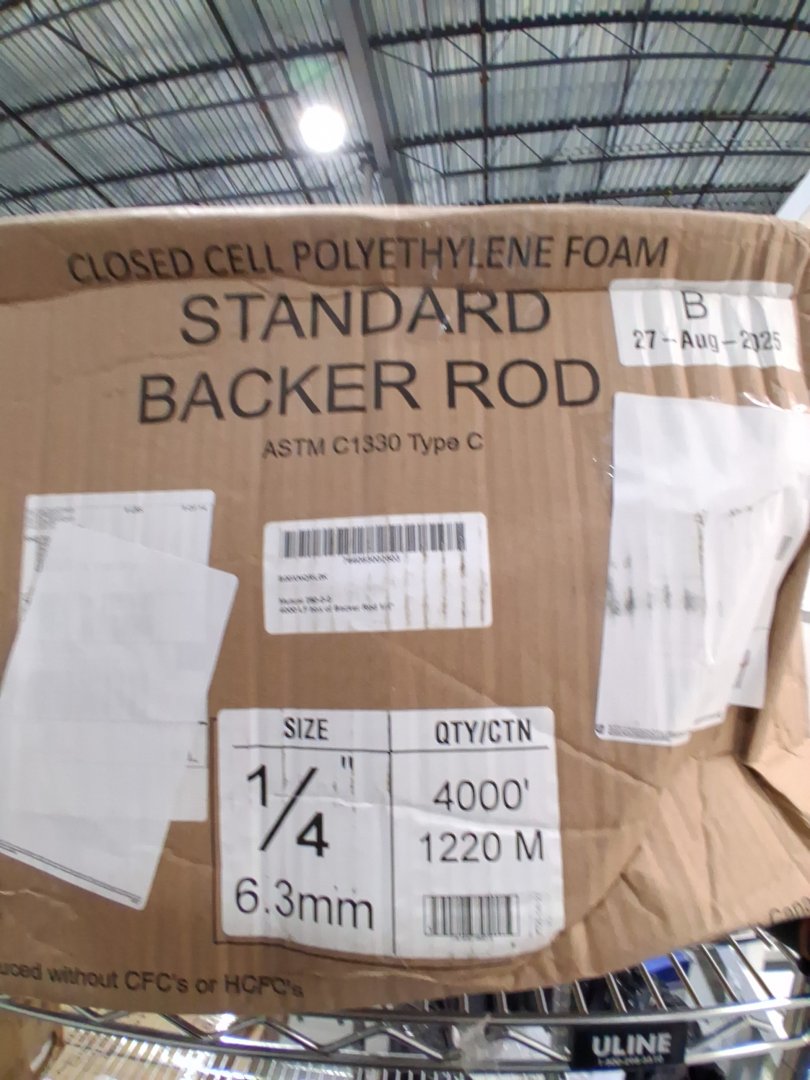 CLOSED CELL POLYETHYLENE FOAM
STANDARD
BACKER ROD
ASTM C1330 Type C
B
27-Aug-2025
SIZE
1/4"
6.3mm
QTY/CTN
4000'
1220 M
without CFC's or HCFC's
ULINE